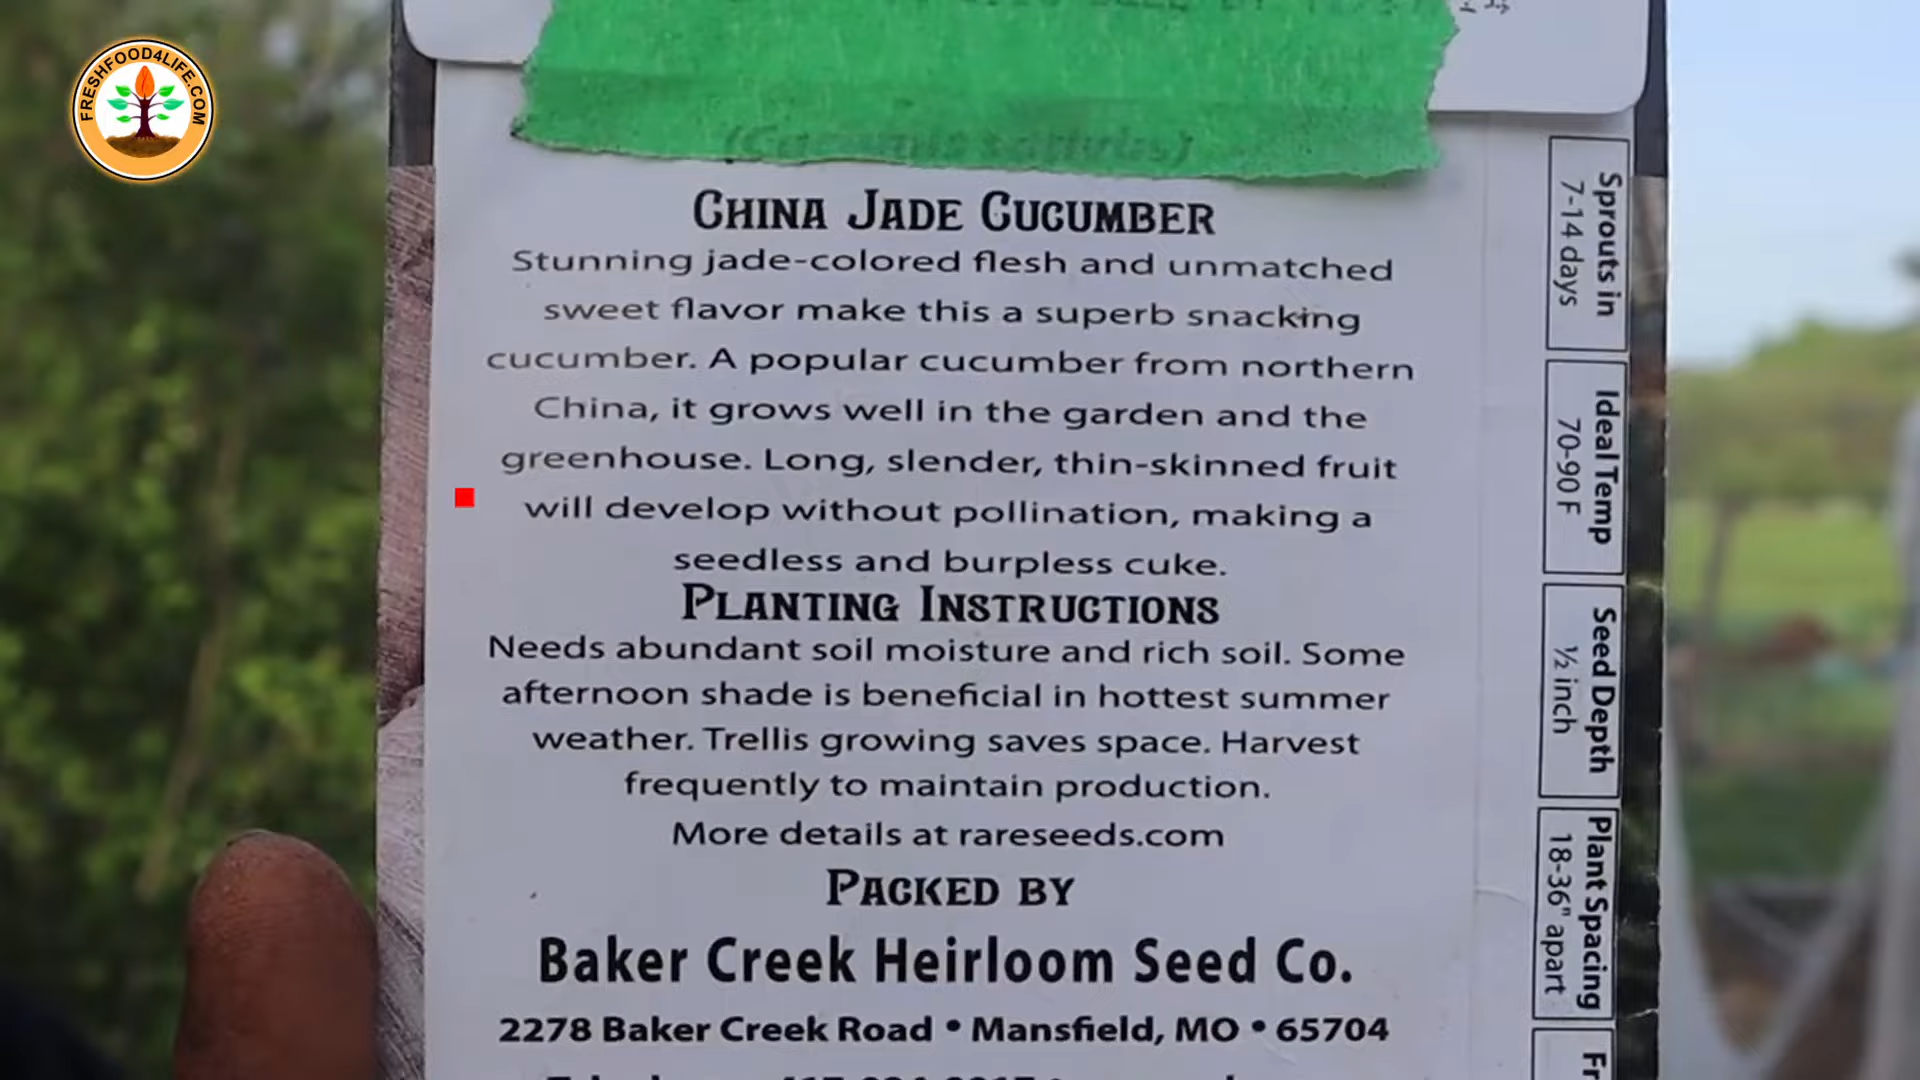 FRESHFOOD4LIFE.COM
(Cucumis sativus)
CHINA JADE CUCUMBER
Stunning jade-colored flesh and unmatched
sweet flavor make this a superb snacking
cucumber. A popular cucumber from northern
China, it grows well in the garden and the
greenhouse. Long, slender, thin-skinned fruit
will develop without pollination, making a
seedless and burpless cuke.
PLANTING INSTRUCTIONS
Needs abundant soil moisture and rich soil. Some
afternoon shade is beneficial in hottest summer
weather. Trellis growing saves space. Harvest
frequently to maintain production.
More details at rareseeds.com
PACKED BY
Baker Creek Heirloom Seed Co.
2278 Baker Creek Road • Mansfield, MO • 65704
Sprouts in
7-14 days
Ideal Temp
70-90 F
Seed Depth
½ inch
Plant Spacing
18-36" apart